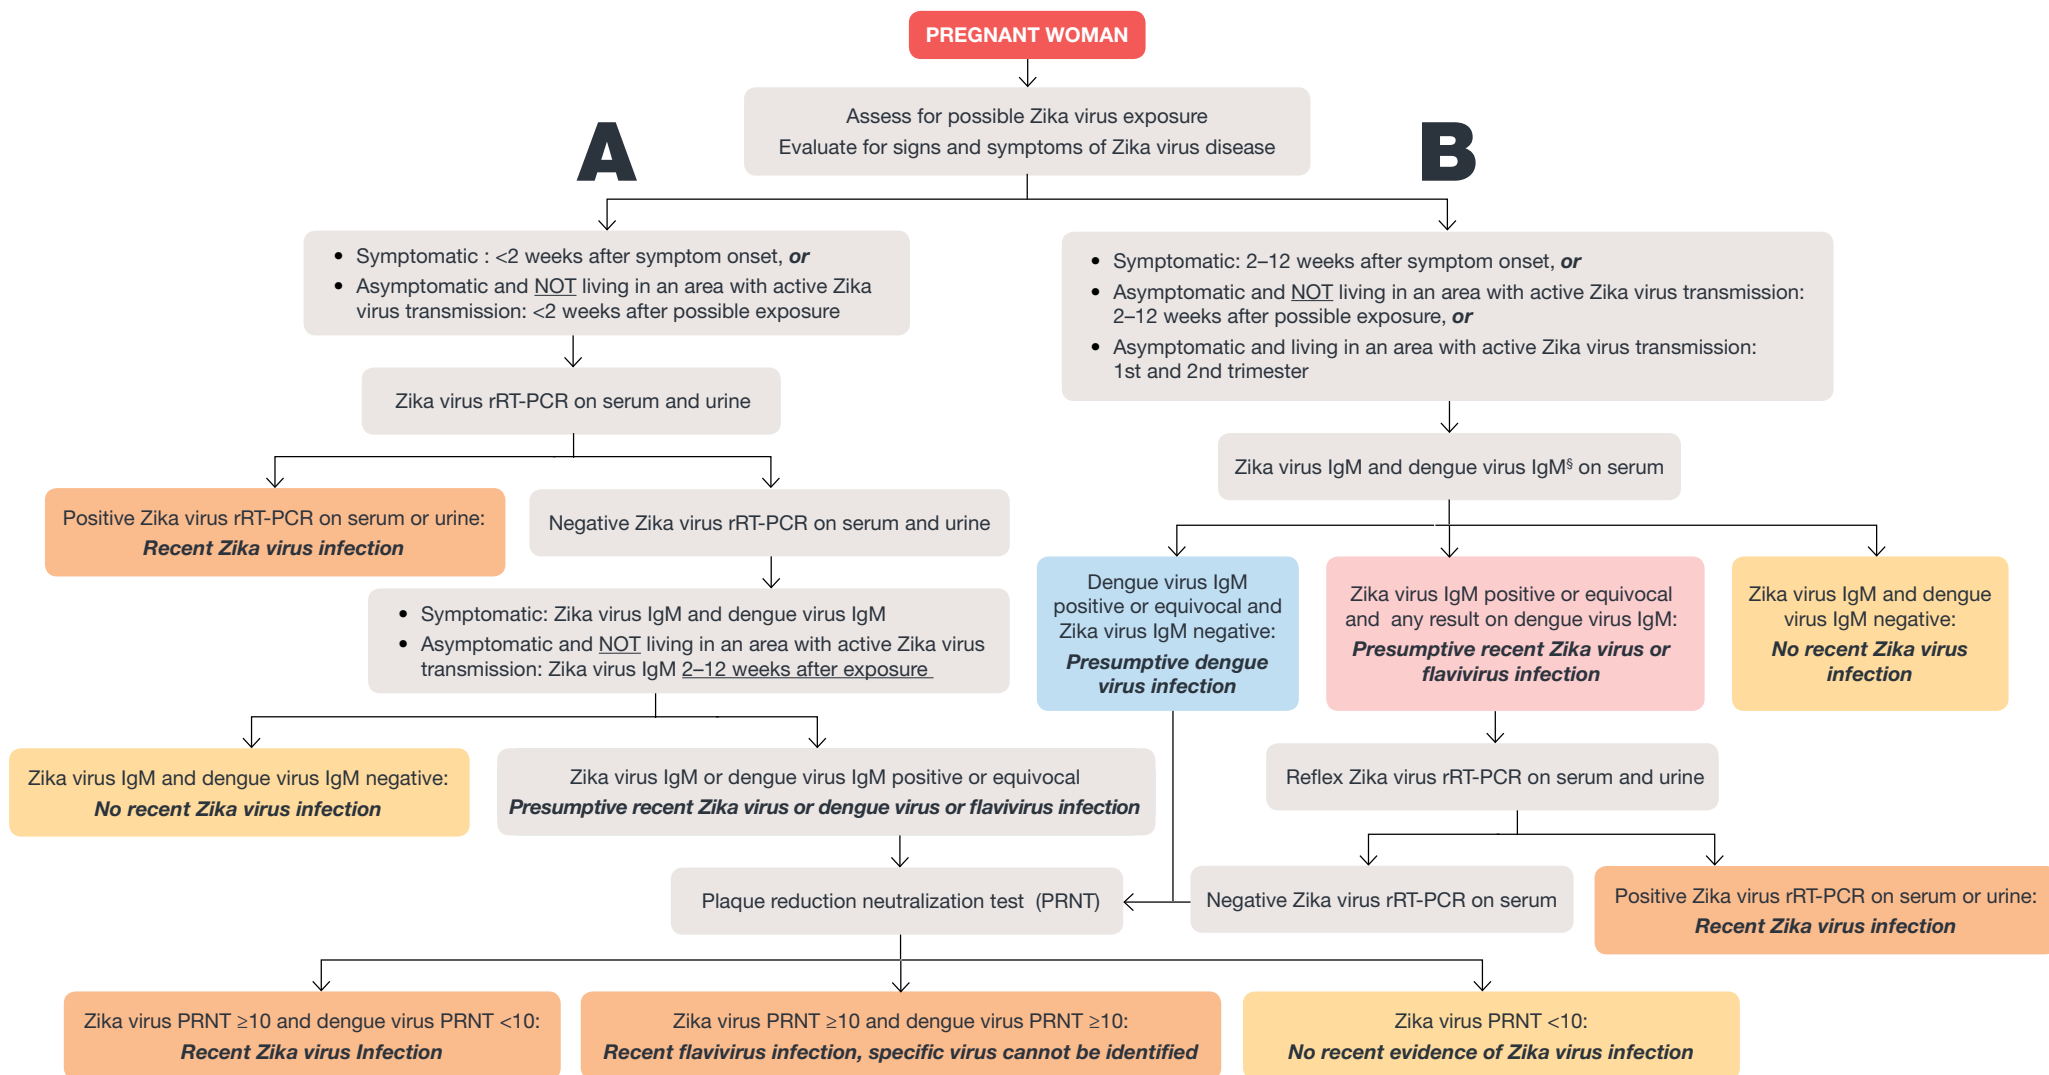 PREGNANT WOMAN
Assess for possible Zika virus exposure
Evaluate for signs and symptoms of Zika virus disease
A
B
• Symptomatic : <2 weeks after symptom onset, or
• Asymptomatic and NOT living in an area with active Zika
virus transmission: <2 weeks after possible exposure
• Symptomatic: 2–12 weeks after symptom onset, or
• Asymptomatic and NOT living in an area with active Zika virus transmission:
2–12 weeks after possible exposure, or
• Asymptomatic and living in an area with active Zika virus transmission:
1st and 2nd trimester
Zika virus rRT-PCR on serum and urine
Zika virus IgM and dengue virus IgM§ on serum
Positive Zika virus rRT-PCR on serum or urine:
Recent Zika virus infection
Negative Zika virus rRT-PCR on serum and urine
Dengue virus IgM
positive or equivocal and
Zika virus IgM negative:
Presumptive dengue
virus infection
Zika virus IgM positive or equivocal
and any result on dengue virus IgM:
Presumptive recent Zika virus or
flavivirus infection
Zika virus IgM and dengue
virus IgM negative:
No recent Zika virus
infection
• Symptomatic: Zika virus IgM and dengue virus IgM
• Asymptomatic and NOT living in an area with active Zika virus
transmission: Zika virus IgM 2–12 weeks after exposure
Zika virus IgM and dengue virus IgM negative:
No recent Zika virus infection
Zika virus IgM or dengue virus IgM positive or equivocal
Presumptive recent Zika virus or dengue virus or flavivirus infection
Reflex Zika virus rRT-PCR on serum and urine
Plaque reduction neutralization test (PRNT)
Negative Zika virus rRT-PCR on serum
Positive Zika virus rRT-PCR on serum or urine:
Recent Zika virus infection
Zika virus PRNT ≥10 and dengue virus PRNT <10:
Recent Zika virus Infection
Zika virus PRNT ≥10 and dengue virus PRNT ≥10:
Recent flavivirus infection, specific virus cannot be identified
Zika virus PRNT <10:
No recent evidence of Zika virus infection